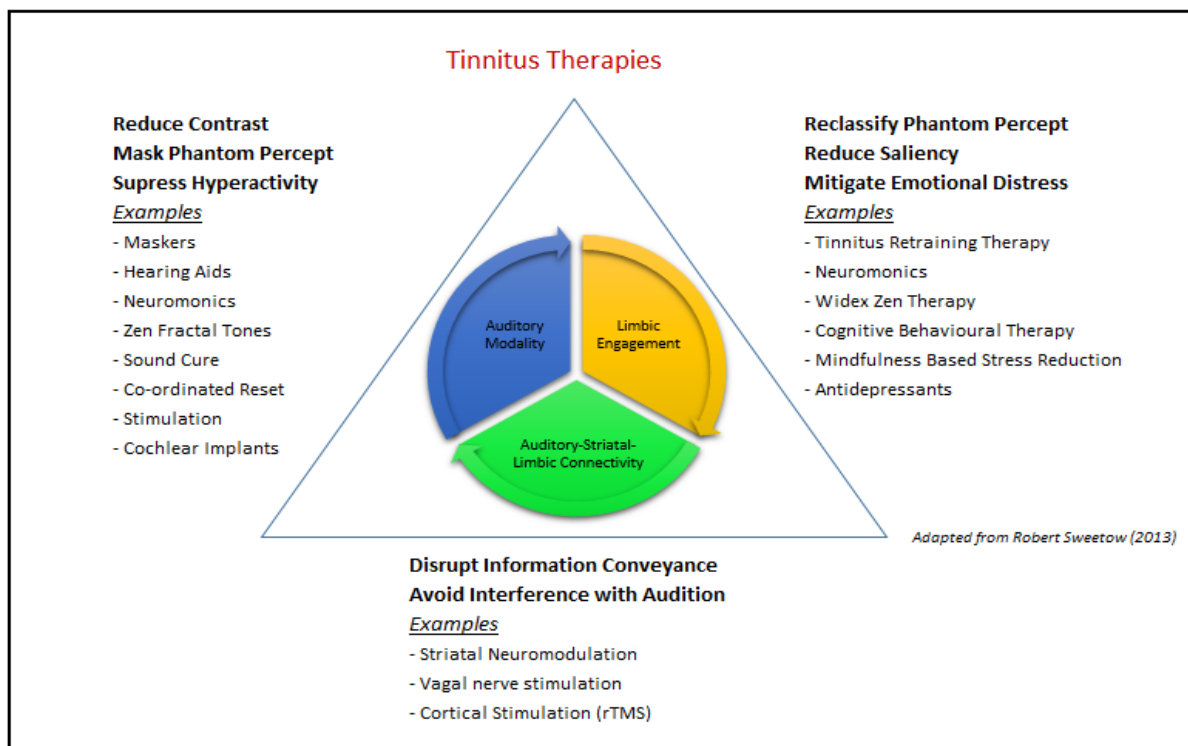 Tinnitus Therapies
Reduce Contrast
Mask Phantom Percept
Supress Hyperactivity
Examples
- Maskers
- Hearing Aids
- Neuromonics
- Zen Fractal Tones
- Sound Cure
- Co-ordinated Reset
- Stimulation
- Cochlear Implants
Reclassify Phantom Percept
Reduce Saliency
Mitigate Emotional Distress
Examples
- Tinnitus Retraining Therapy
- Neuromonics
- Widex Zen Therapy
- Cognitive Behavioural Therapy
- Mindfulness Based Stress Reduction
- Antidepressants
Auditory
Modality
Limbic
Engagement
Auditory-Striatal-
Limbic Connectivity
Adapted from Robert Sweetow (2013)
Disrupt Information Conveyance
Avoid Interference with Audition
Examples
- Striatal Neuromodulation
- Vagal nerve stimulation
- Cortical Stimulation (rTMS)